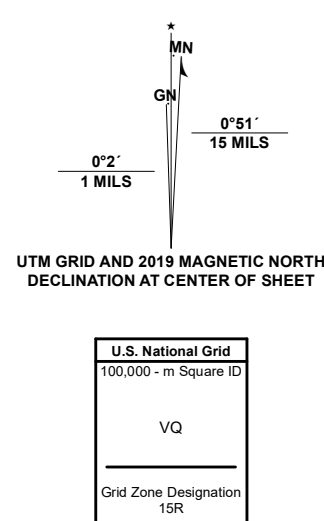 ★
MN
GN
0°51´
15 MILS
0°2´
1 MILS
UTM GRID AND 2019 MAGNETIC NORTH
DECLINATION AT CENTER OF SHEET
U.S. National Grid
100,000 - m Square ID
VQ
Grid Zone Designation
15R